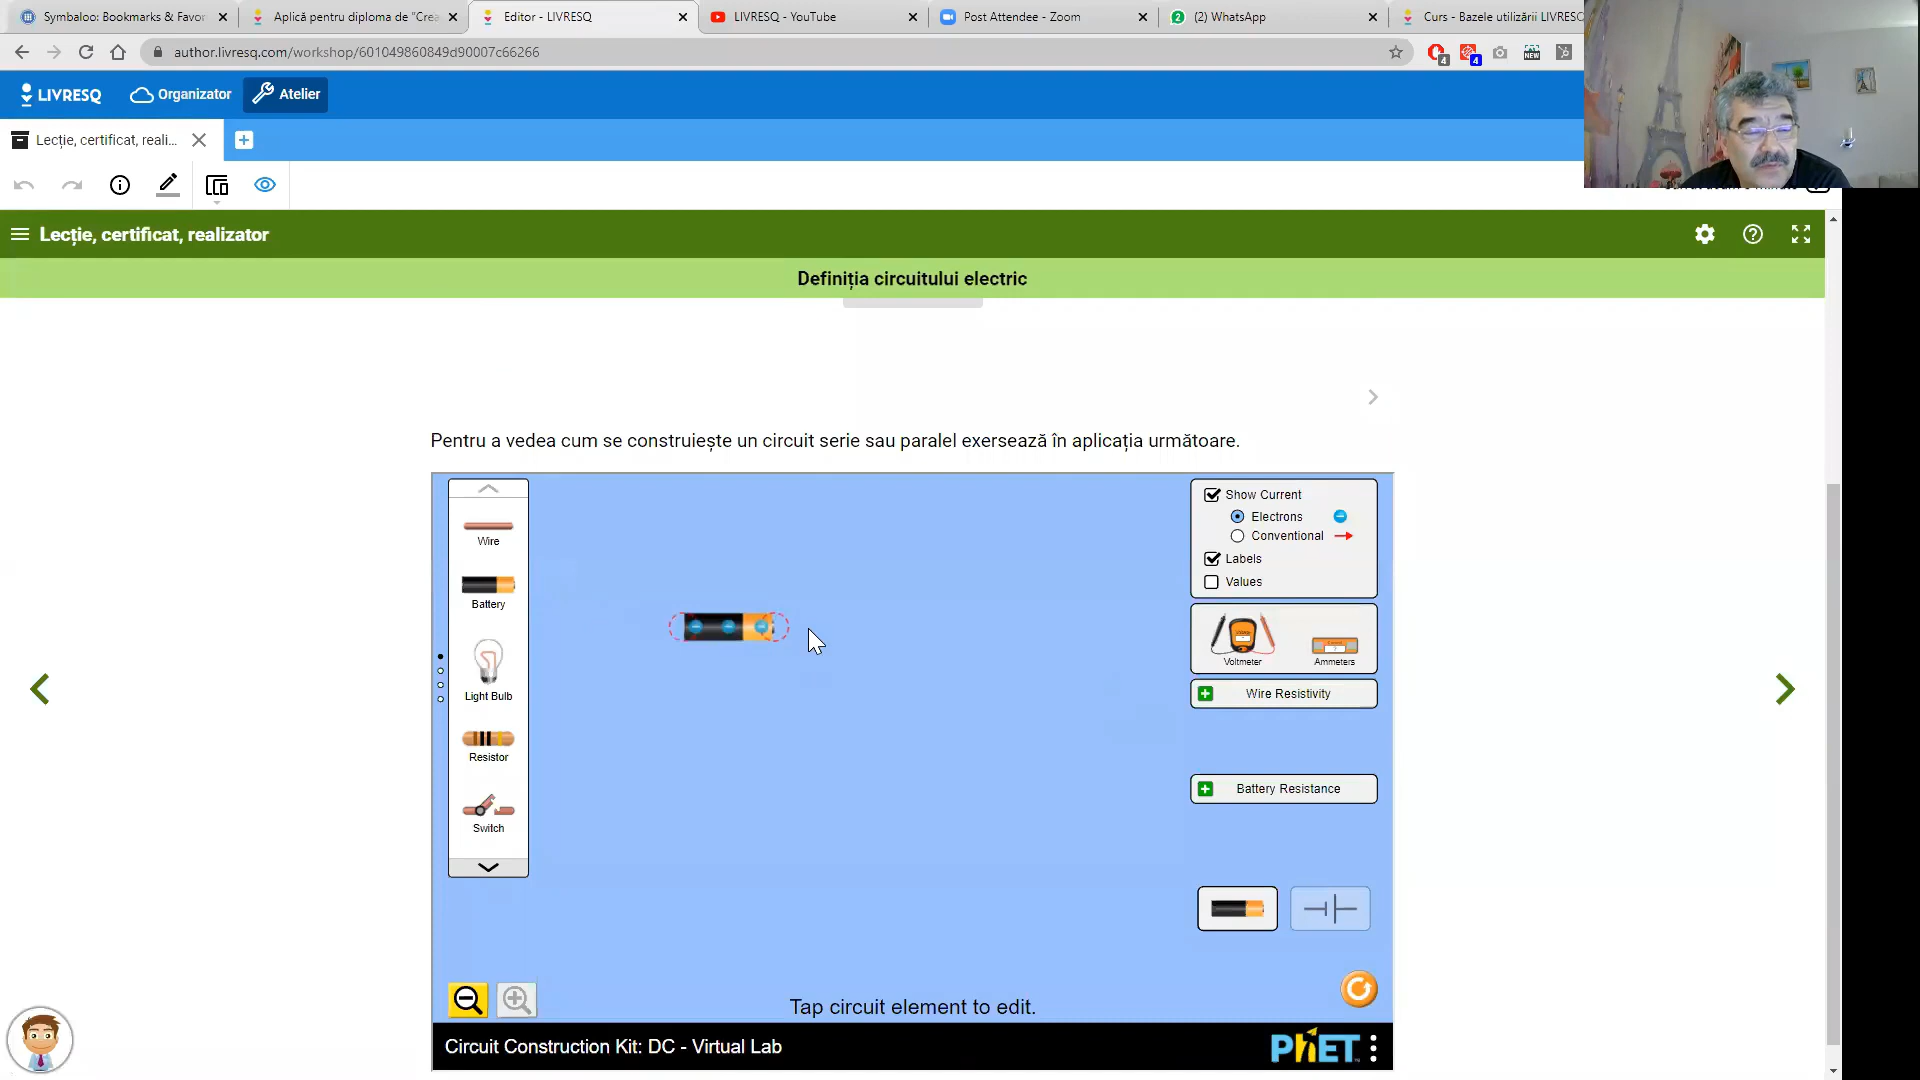 Symbaloo: Bookmarks & Favor
Aplică pentru diploma de "Crea
Editor - LIVRESQ
LIVRESQ - YouTube
Post Attendee - Zoom
(2) WhatsApp
Curs - Bazele utilizării LIVRESQ
author.livresq.com/workshop/601049860849d90007c66266
4
4
NEW
LIVRESQ
Organizator
Atelier
Lecție, certificat, reali...
Lecție, certificat, realizator
Definiția circuitului electric
Pentru a vedea cum se construiește un circuit serie sau paralel exersează în aplicația următoare.
Wire
Battery
Light Bulb
Resistor
Switch
Show Current
Electrons
Conventional
Labels
Values
Voltmeter
Ammeters
Wire Resistivity
Battery Resistance
Tap circuit element to edit.
Circuit Construction Kit: DC - Virtual Lab
PhET